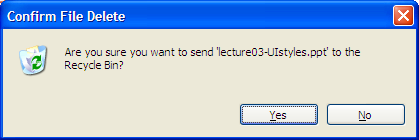 Confirm File Delete
Are you sure you want to send 'lecture03-UIstyles.ppt' to the
Recycle Bin?
Yes No